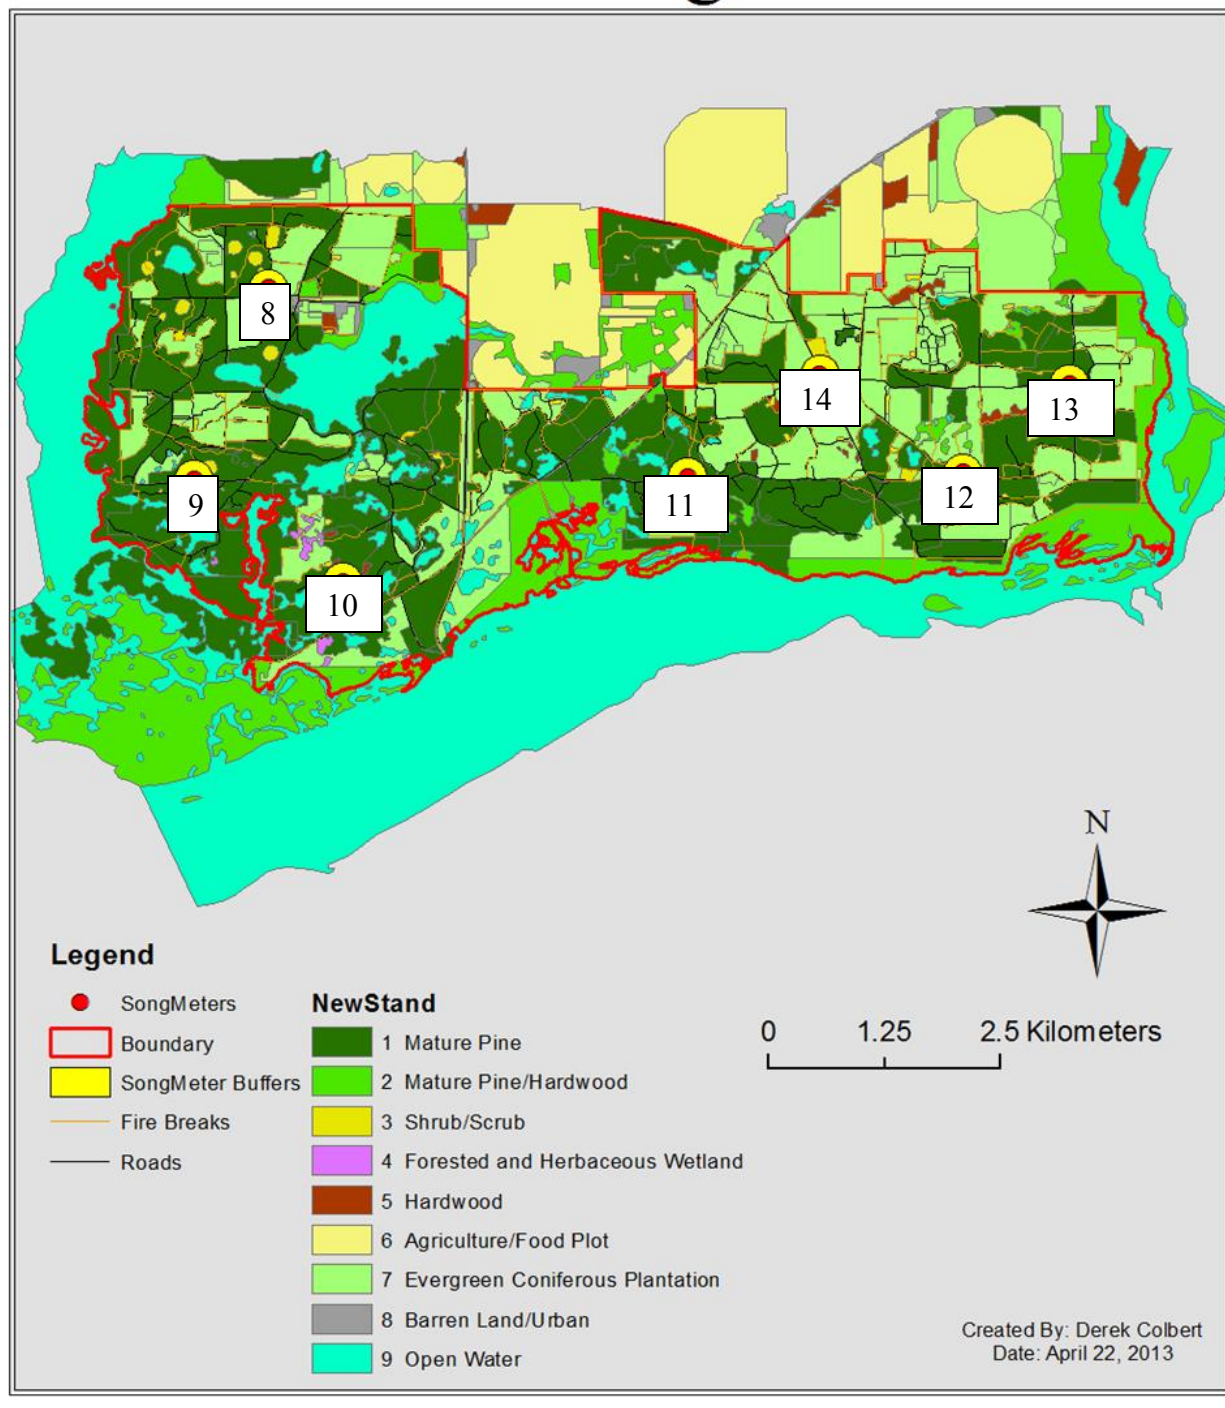 8
14
13
9
11
12
10
N
Legend
SongMeters
Boundary
SongMeter Buffers
Fire Breaks
Roads
NewStand
1 Mature Pine
2 Mature Pine/Hardwood
3 Shrub/Scrub
4 Forested and Herbaceous Wetland
5 Hardwood
6 Agriculture/Food Plot
7 Evergreen Coniferous Plantation
8 Barren Land/Urban
9 Open Water
0 1.25 2.5 Kilometers
Created By: Derek Colbert
Date: April 22, 2013